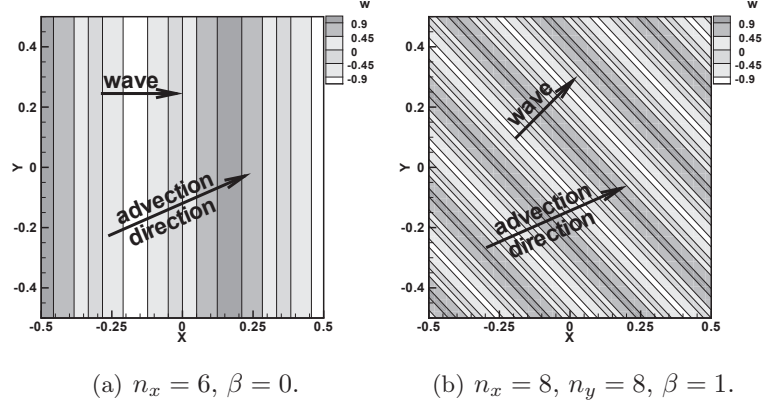 w
0.9
0.45
0
-0.45
-0.9
0.4
0.2
0
-0.2
-0.4
Y
wave
advection
direction
-0.5 -0.25 0 0.25 0.5
X
(a) n_x = 6, β = 0.
w
0.9
0.45
0
-0.45
-0.9
0.4
0.2
0
-0.2
-0.4
Y
wave
advection
direction
-0.5 -0.25 0 0.25 0.5
X
(b) n_x = 8, n_y = 8, β = 1.